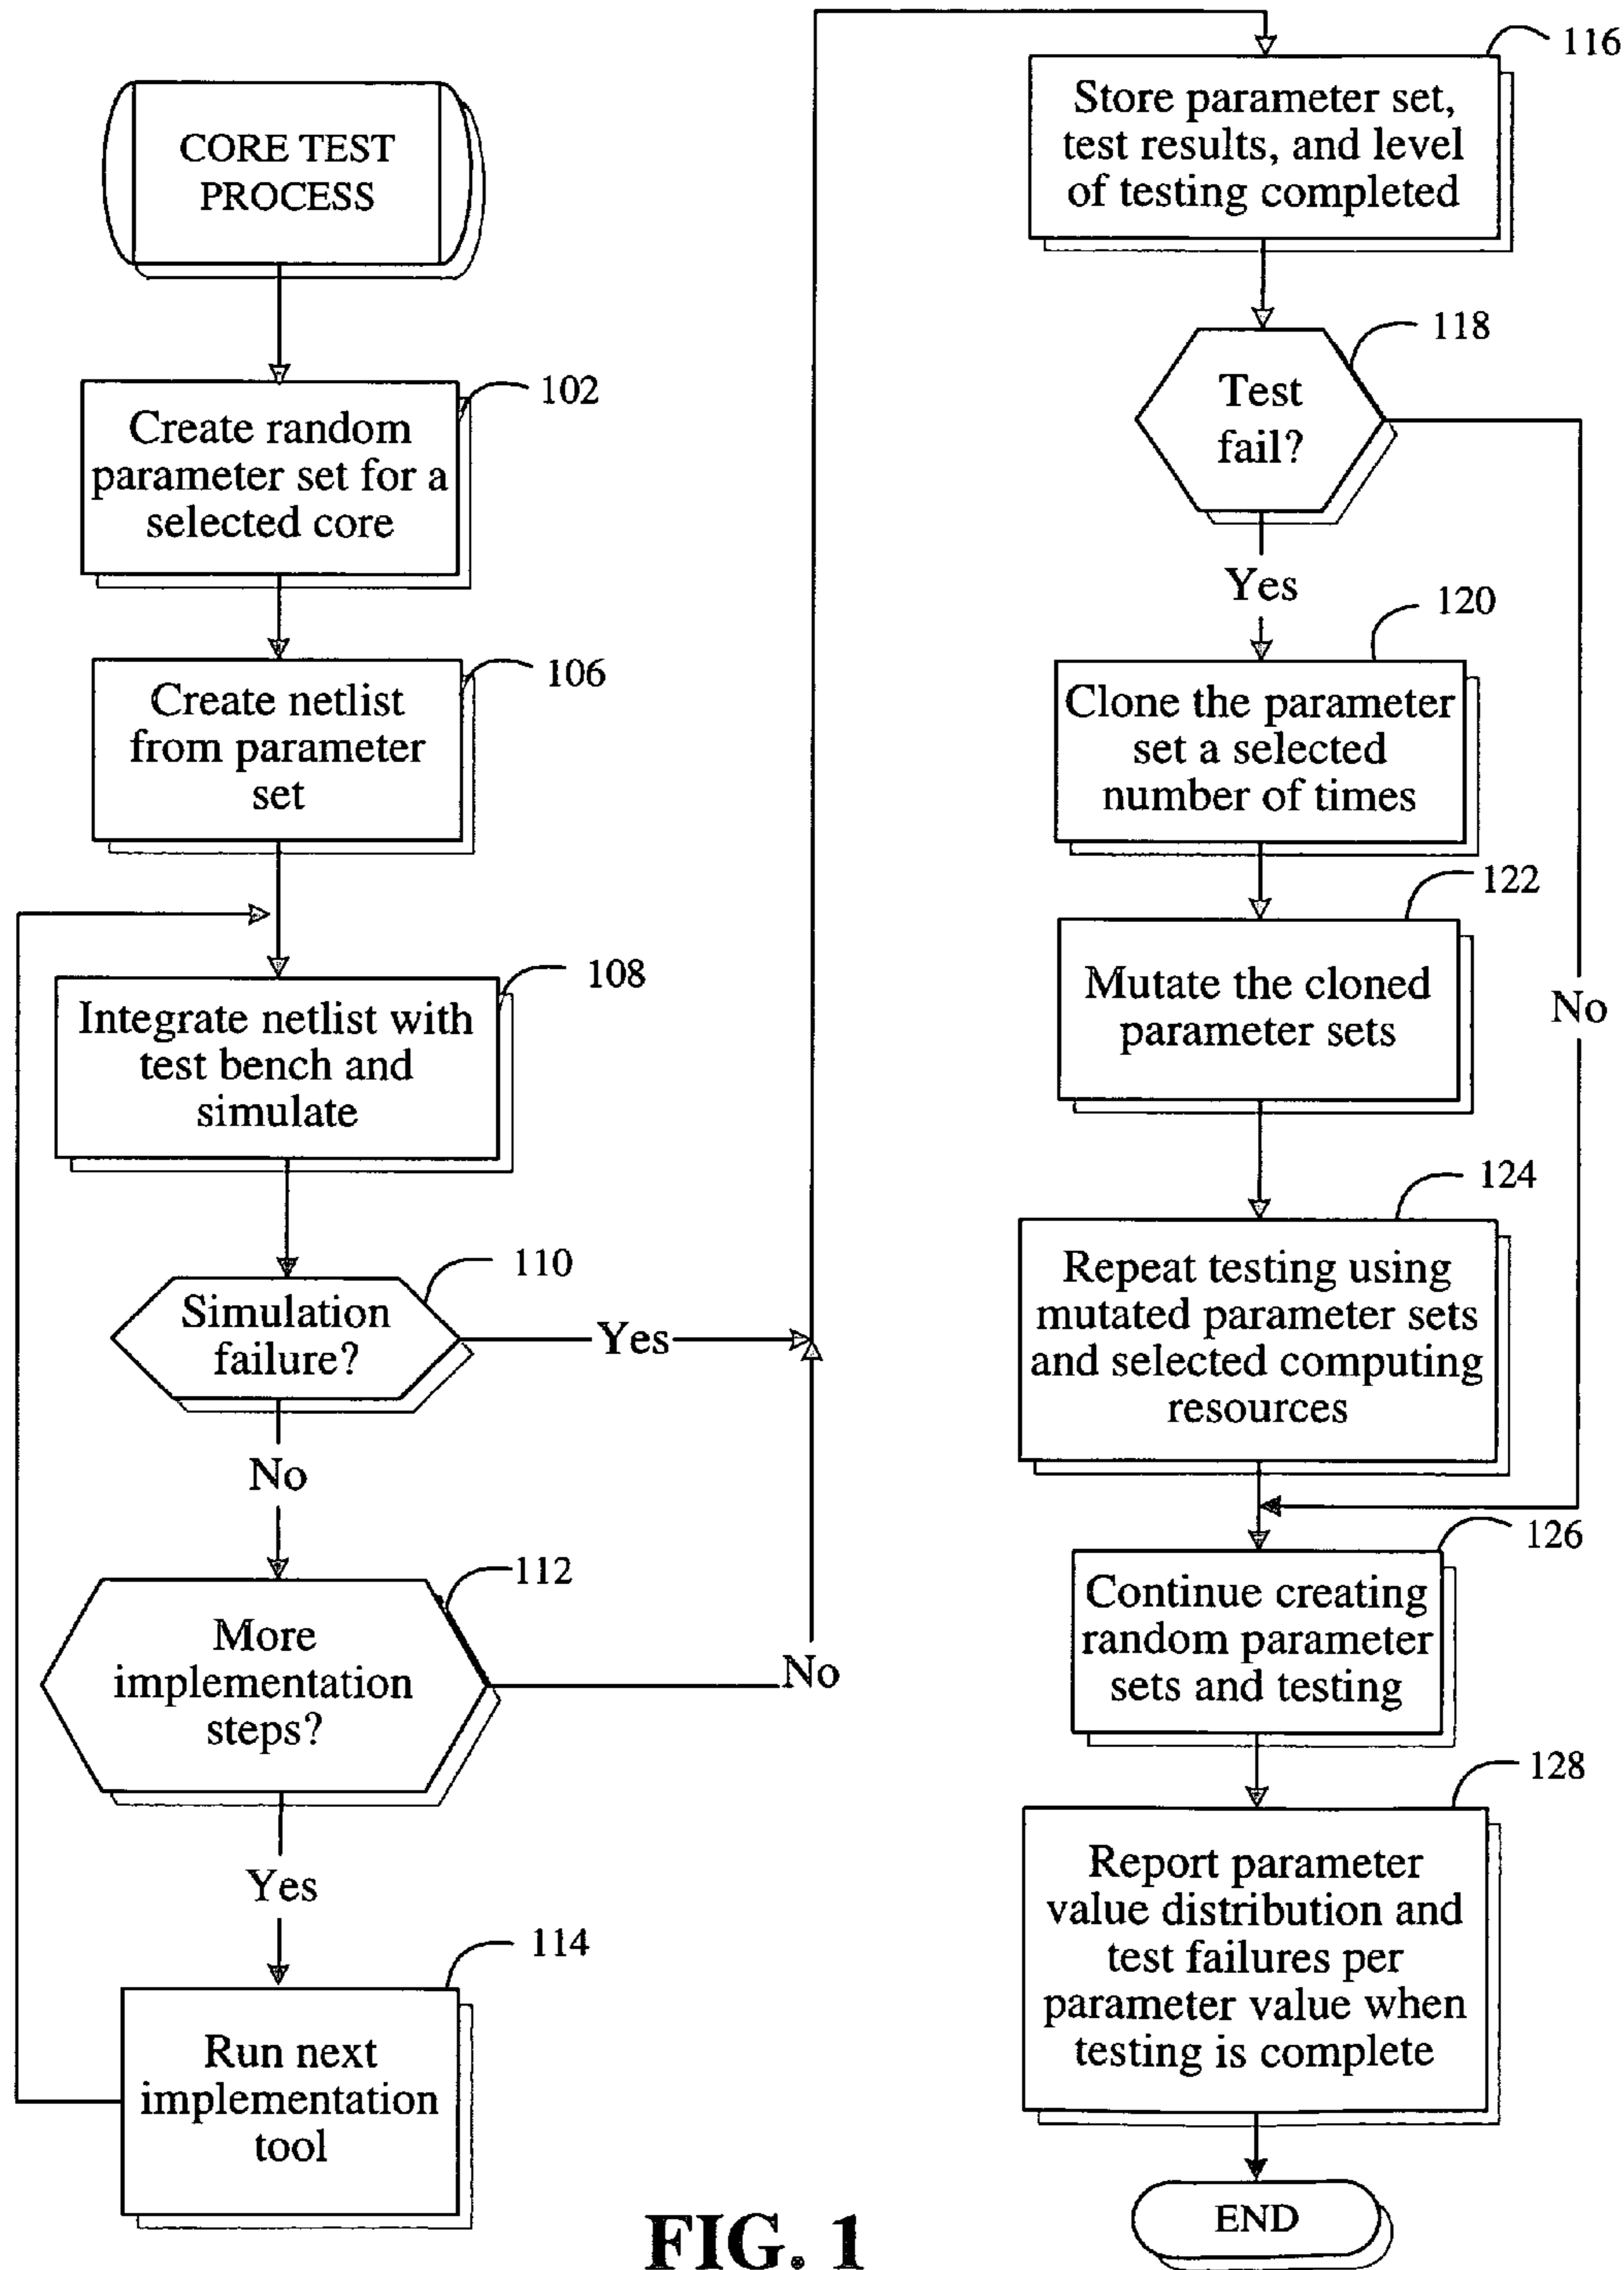 CORE TEST
PROCESS
102
Create random
parameter set for a
selected core
106
Create netlist
from parameter
set
108
Integrate netlist with
test bench and
simulate
110
Simulation
failure?
Yes
No
112
More
implementation
steps?
No
Yes
114
Run next
implementation
tool
116
Store parameter set,
test results, and level
of testing completed
118
Test
fail?
Yes
No
120
Clone the parameter
set a selected
number of times
122
Mutate the cloned
parameter sets
124
Repeat testing using
mutated parameter sets
and selected computing
resources
126
Continue creating
random parameter
sets and testing
128
Report parameter
value distribution and
test failures per
parameter value when
testing is complete
END
FIG. 1